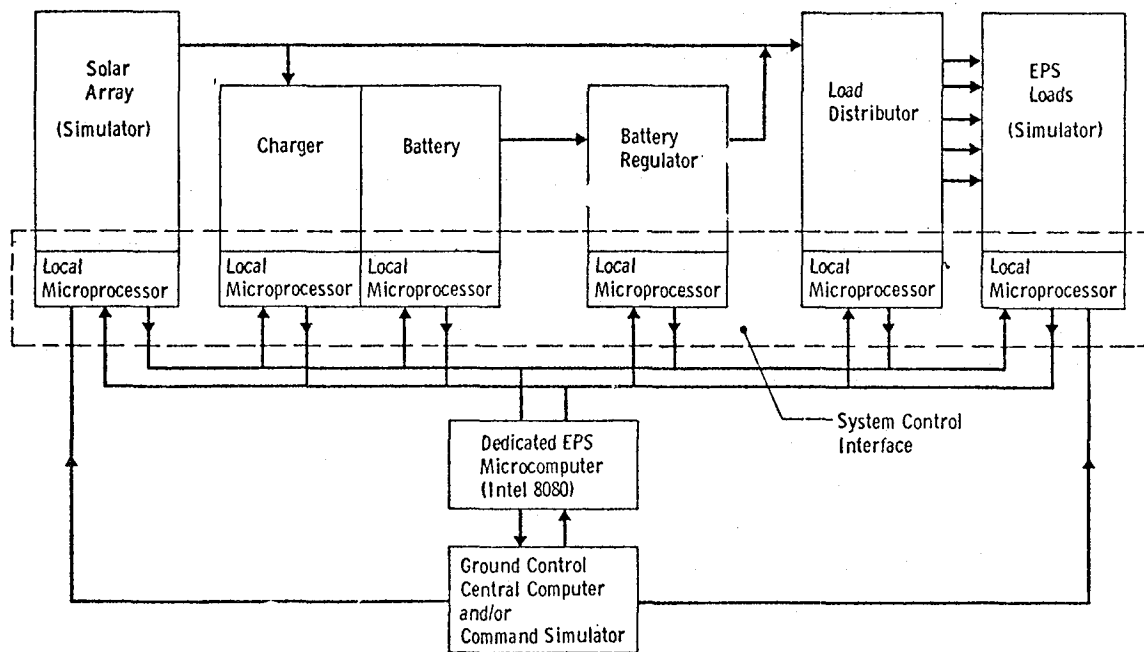 Solar
Array
(Simulator)
Charger
Battery
Battery
Regulator
Load
Distributor
EPS
Loads
(Simulator)
Local
Microprocessor
Local
Microprocessor
Local
Microprocessor
Local
Microprocessor
Local
Microprocessor
Local
Microprocessor
System Control
Interface
Dedicated EPS
Microcomputer
(Intel 8080)
Ground Control
Central Computer
and/or
Command Simulator